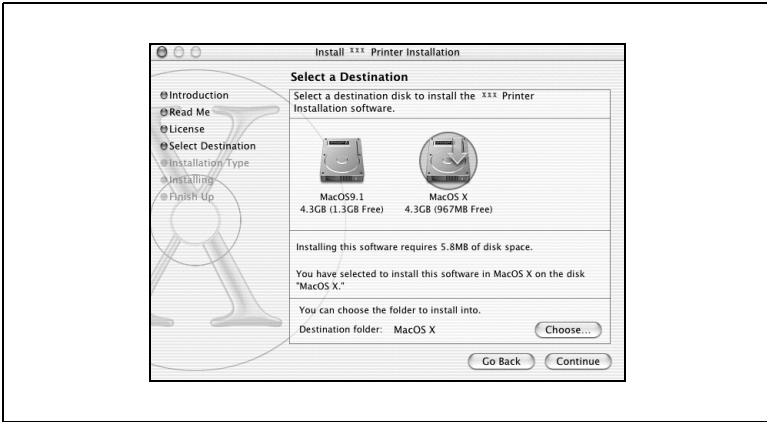 Install xxx Printer Installation
Select a Destination
Introduction
Read Me
License
Select Destination
Installation Type
Installing
Finish Up
Select a destination disk to install the xxx Printer
Installation software.
MacOS9.1
4.3GB (1.3GB Free)
MacOS X
4.3GB (967MB Free)
Installing this software requires 5.8MB of disk space.
You have selected to install this software in MacOS X on the disk
"MacOS X."
You can choose the folder to install into.
Destination folder: MacOS X
Choose...
Go Back
Continue